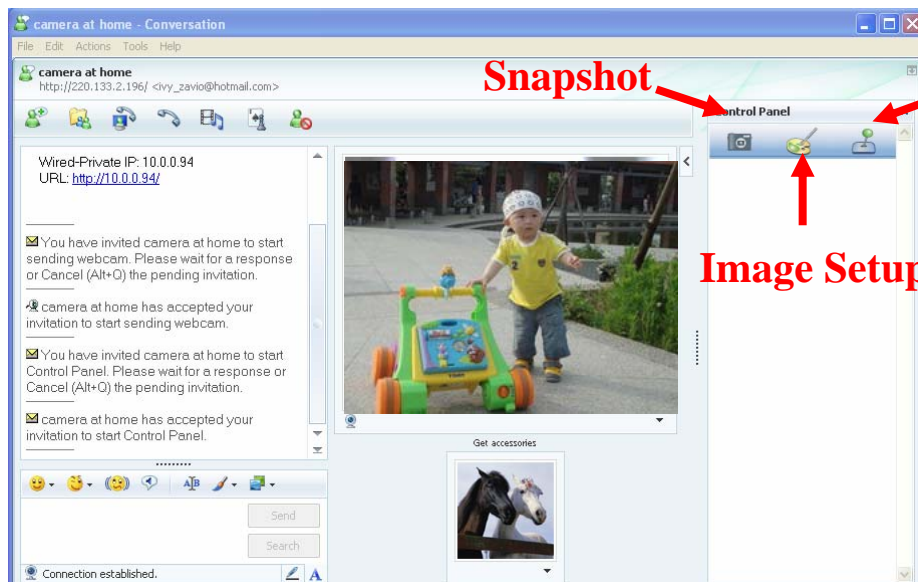 camera at home - Conversation
File Edit Actions Tools Help
camera at home
http://220.133.2.196/ <ivy_zavio@hotmail.com>
Snapshot
Control Panel
Wired-Private IP: 10.0.0.94
URL: http://10.0.0.94/
You have invited camera at home to start
sending webcam. Please wait for a response
or Cancel (Alt+Q) the pending invitation.
camera at home has accepted your
invitation to start sending webcam.
You have invited camera at home to start
Control Panel. Please wait for a response or
Cancel (Alt+Q) the pending invitation.
camera at home has accepted your
invitation to start Control Panel.
Image Setup
Get accessories
Send
Search
Connection established.